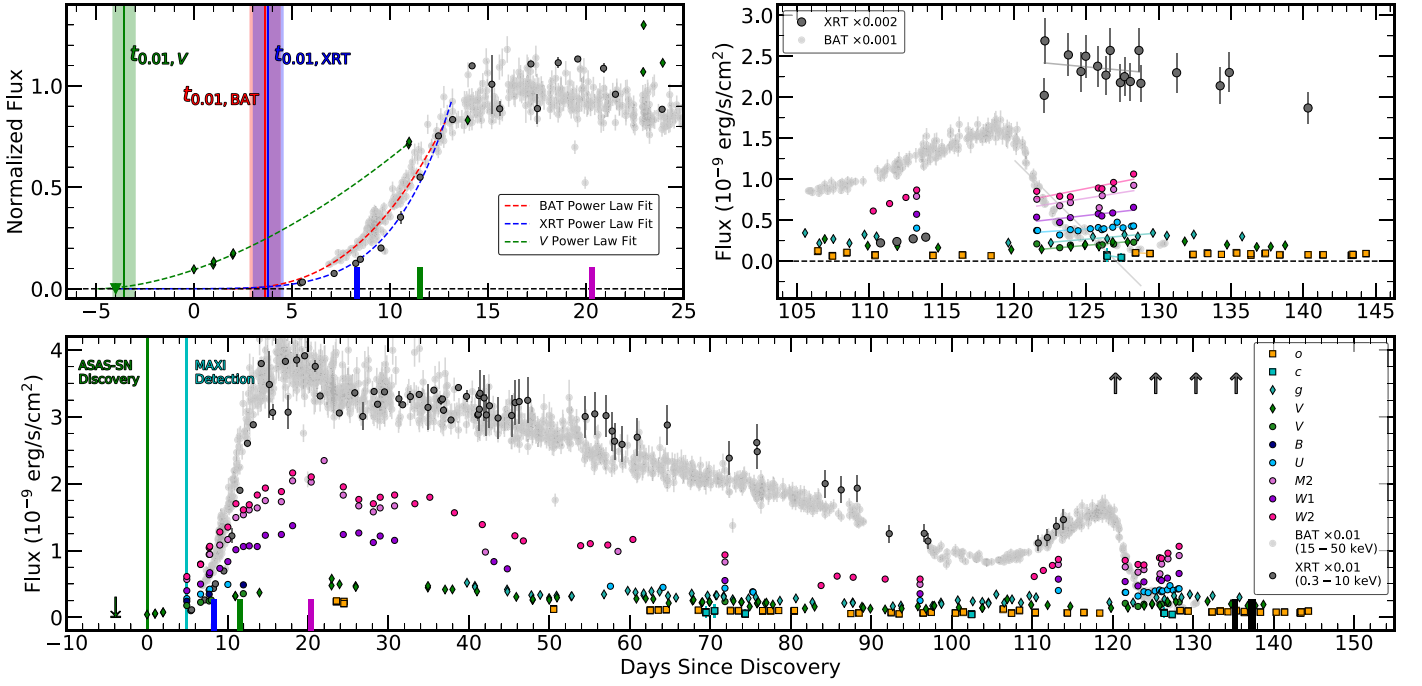 Normalized Flux
1.0
0.5
0.0
−5
0
5
10
15
20
25
t0.01, V
t0.01, BAT
t0.01, XRT
BAT Power Law Fit
XRT Power Law Fit
V Power Law Fit
Flux (10⁻⁹ erg/s/cm²)
3.0
2.5
2.0
1.5
1.0
0.5
0.0
105
110
115
120
125
130
135
140
145
XRT ×0.002
BAT ×0.001
Flux (10⁻⁹ erg/s/cm²)
4
3
2
1
0
ASAS-SN
Discovery
MAXI
Detection
o
c
g
V
V
B
U
M2
W1
W2
BAT ×0.01
(15 − 50 keV)
XRT ×0.01
(0.3 − 10 keV)
−10
0
10
20
30
40
50
60
70
80
90
100
110
120
130
140
150
Days Since Discovery